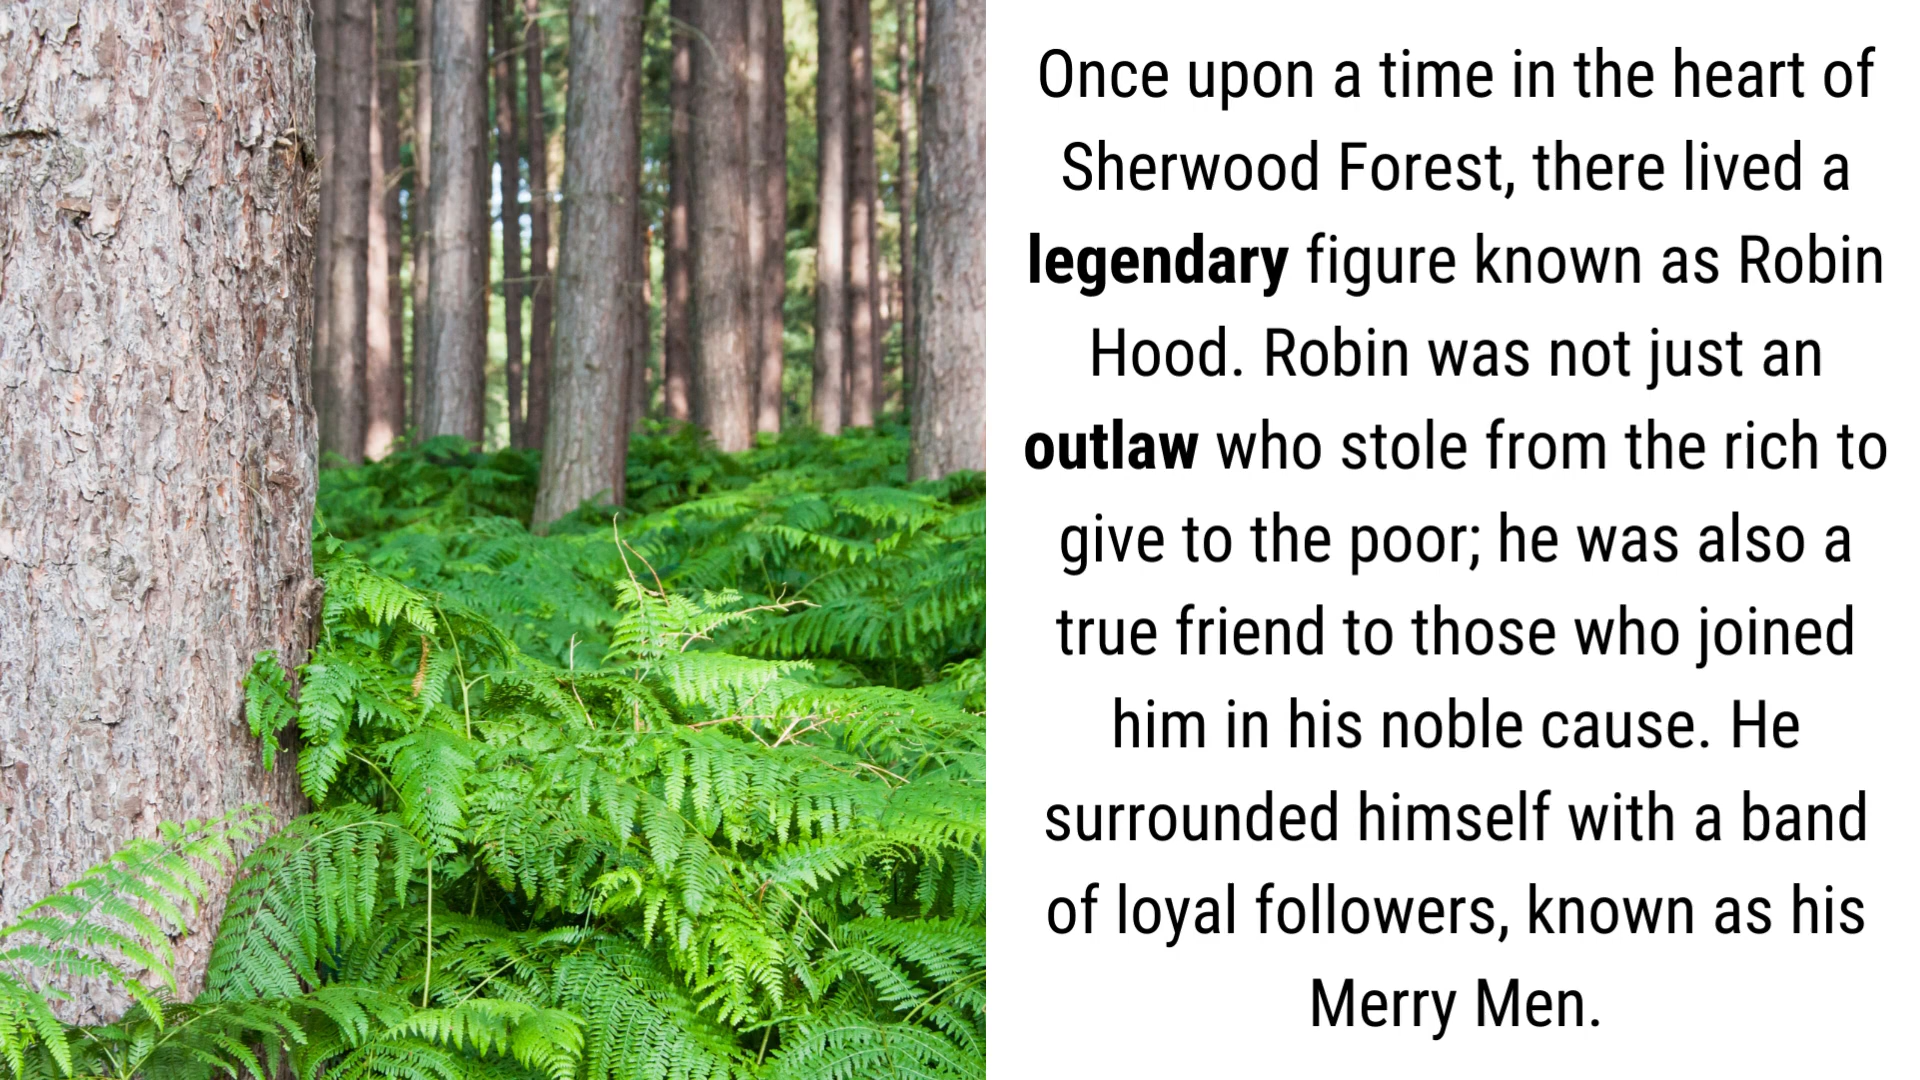 Once upon a time in the heart of
Sherwood Forest, there lived a
legendary figure known as Robin
Hood. Robin was not just an
outlaw who stole from the rich to
give to the poor; he was also a
true friend to those who joined
him in his noble cause. He
surrounded himself with a band
of loyal followers, known as his
Merry Men.